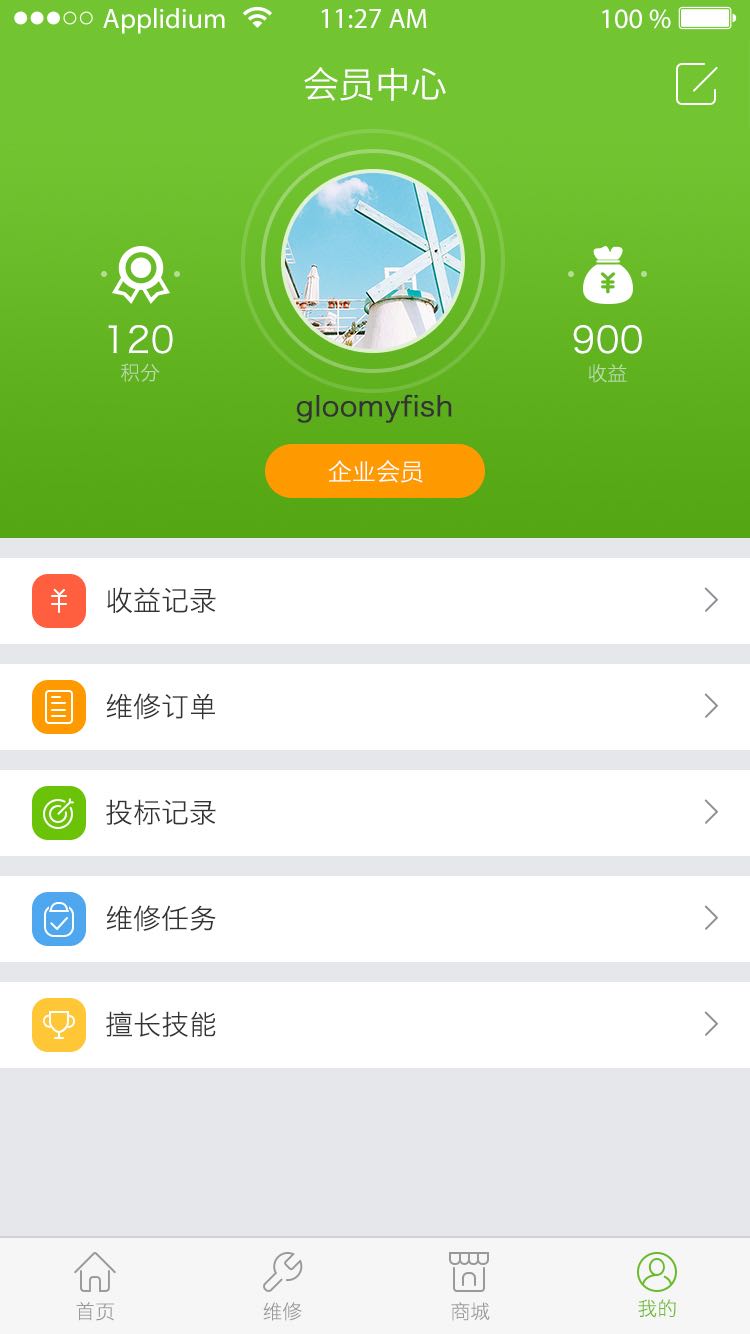 Applidium 11:27 AM 100 %
会员中心
120
积分
900
收益
gloomyfish
企业会员
¥ 收益记录
维修订单
投标记录
维修任务
擅长技能
首页 维修 商城 我的